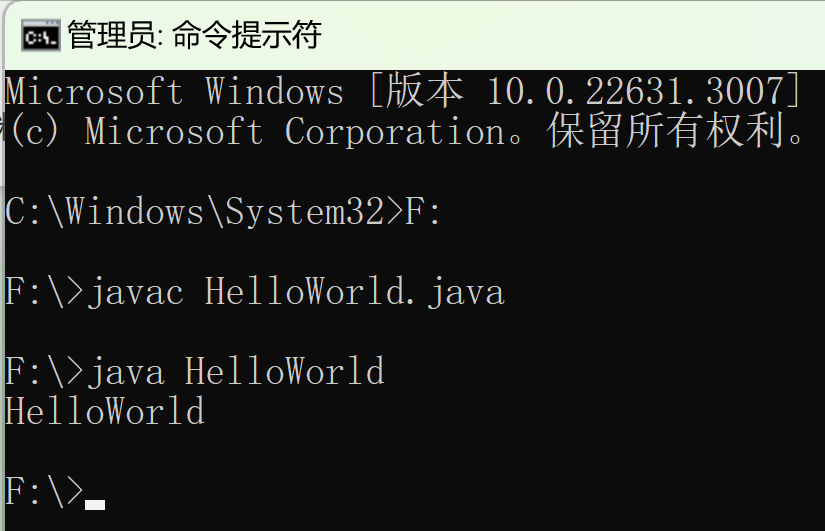 管理员: 命令提示符
Microsoft Windows [版本 10.0.22631.3007]
(c) Microsoft Corporation。保留所有权利。
C:\Windows\System32>F:
F:\>javac HelloWorld.java
F:\>java HelloWorld
HelloWorld
F:\>